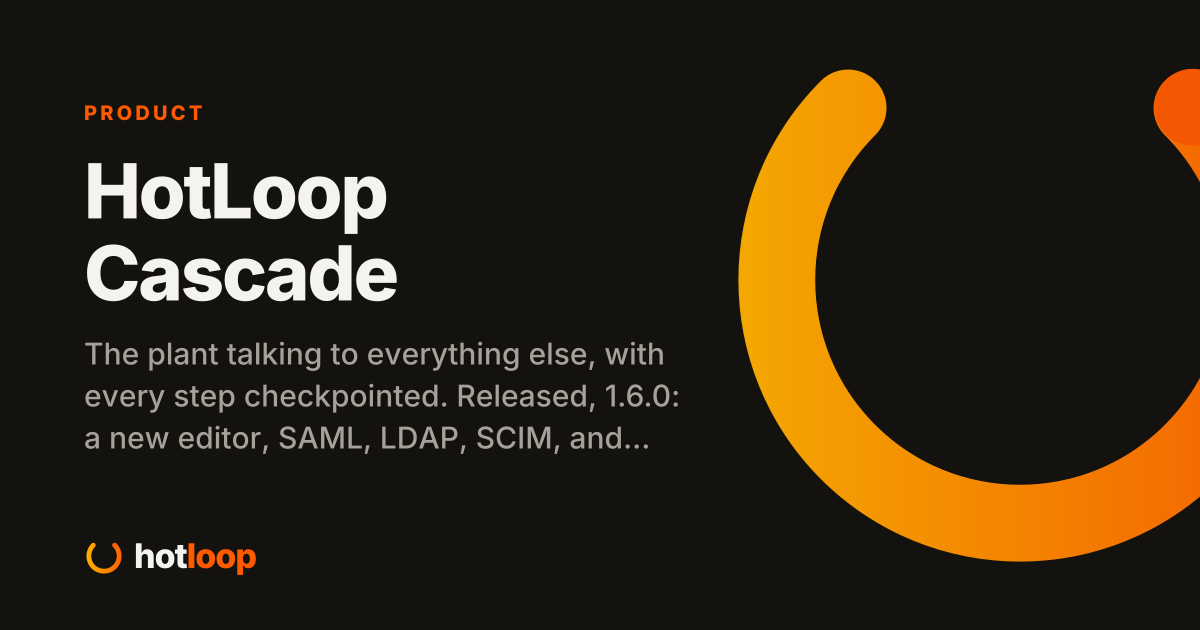 PRODUCT
HotLoop
Cascade
The plant talking to everything else, with
every step checkpointed. Released, 1.6.0:
a new editor, SAML, LDAP, SCIM, and...
hotloop